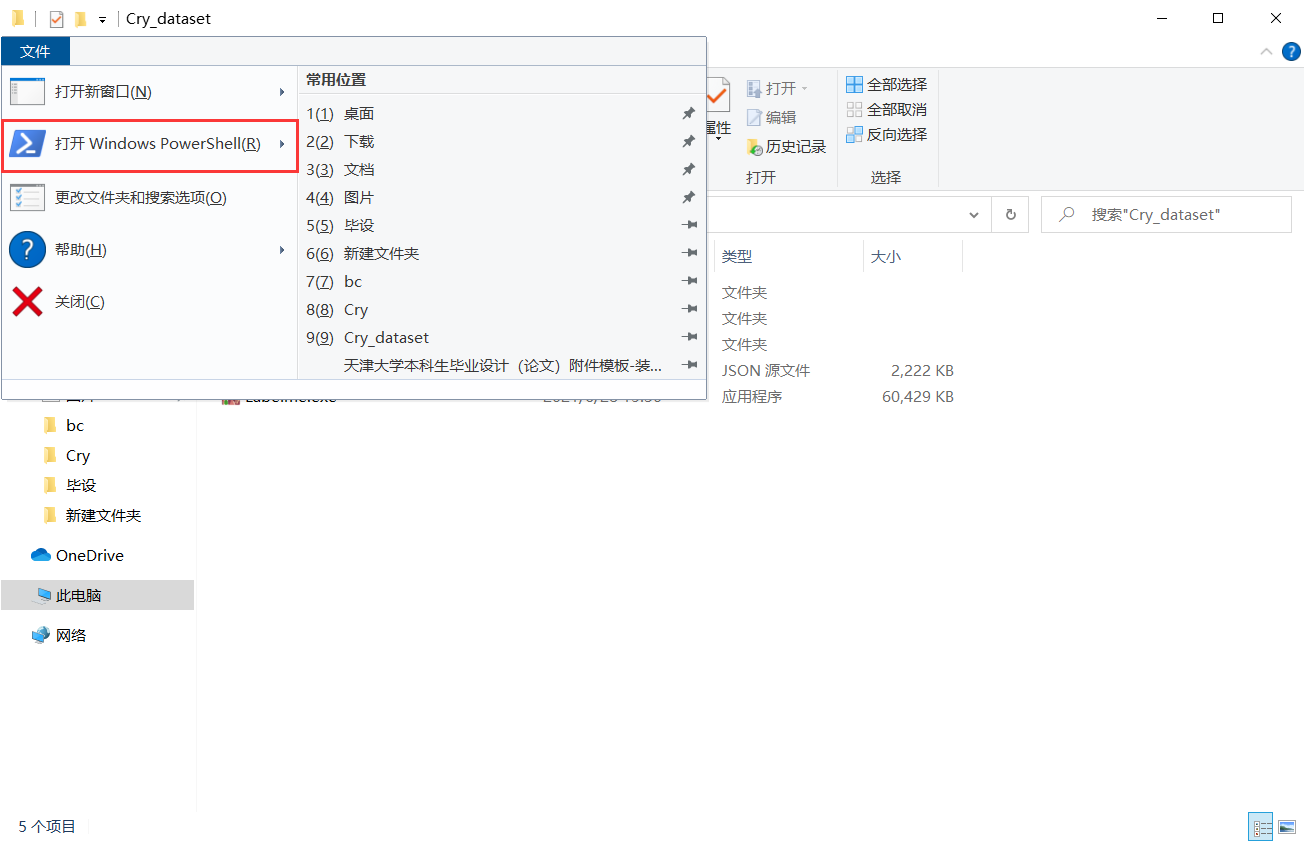 Cry_dataset
文件
打开新窗口(N)
打开 Windows PowerShell(R)
更改文件夹和搜索选项(O)
帮助(H)
关闭(C)
常用位置
1(1) 桌面
2(2) 下载
3(3) 文档
4(4) 图片
5(5) 毕设
6(6) 新建文件夹
7(7) bc
8(8) Cry
9(9) Cry_dataset
天津大学本科生毕业设计（论文）附件模板-装...
属性
打开
编辑
历史记录
打开
全部选择
全部取消
反向选择
选择
搜索"Cry_dataset"
类型 大小
文件夹
文件夹
文件夹
JSON 源文件 2,222 KB
应用程序 60,429 KB
bc
Cry
毕设
新建文件夹
OneDrive
此电脑
网络
5 个项目